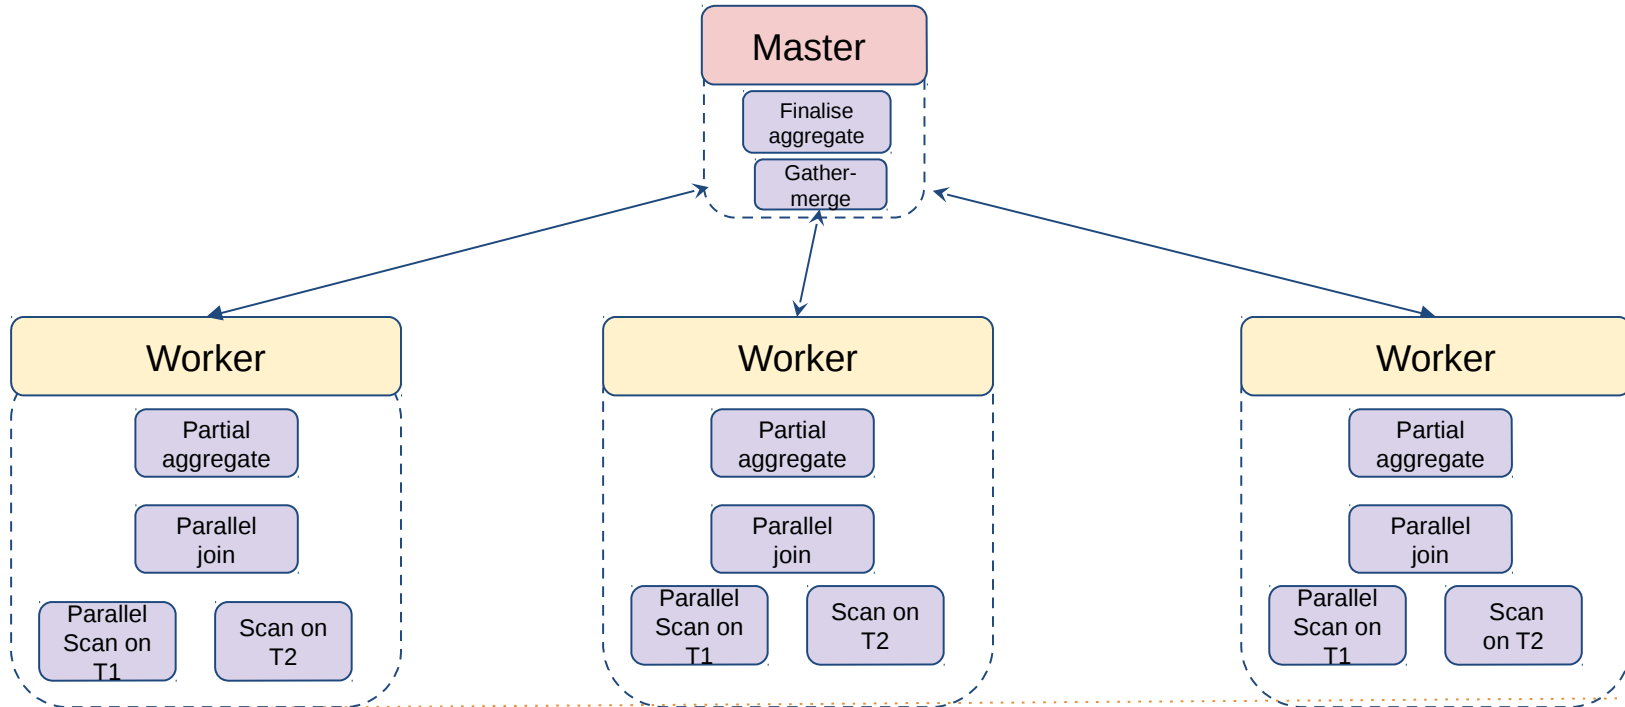 Master
Finalise
aggregate
Gather-
merge
Worker
Partial
aggregate
Parallel
join
Parallel
Scan on
T1
Scan on
T2
Worker
Partial
aggregate
Parallel
join
Parallel
Scan on
T1
Scan on
T2
Worker
Partial
aggregate
Parallel
join
Parallel
Scan on
T1
Scan
on T2